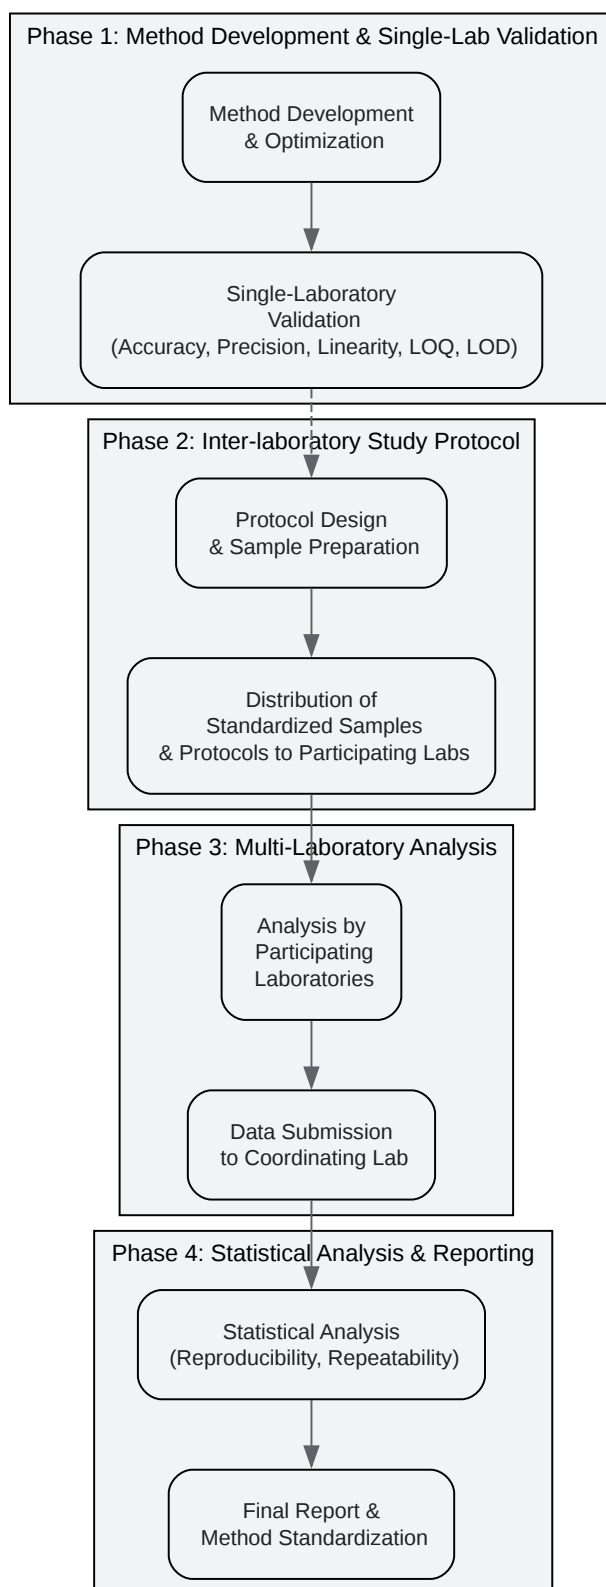 Phase 1: Method Development & Single-Lab Validation
Method Development
& Optimization
Single-Laboratory
Validation
(Accuracy, Precision, Linearity, LOQ, LOD)
Phase 2: Inter-laboratory Study Protocol
Protocol Design
& Sample Preparation
Distribution of
Standardized Samples
& Protocols to Participating Labs
Phase 3: Multi-Laboratory Analysis
Analysis by
Participating
Laboratories
Data Submission
to Coordinating Lab
Phase 4: Statistical Analysis & Reporting
Statistical Analysis
(Reproducibility, Repeatability)
Final Report &
Method Standardization